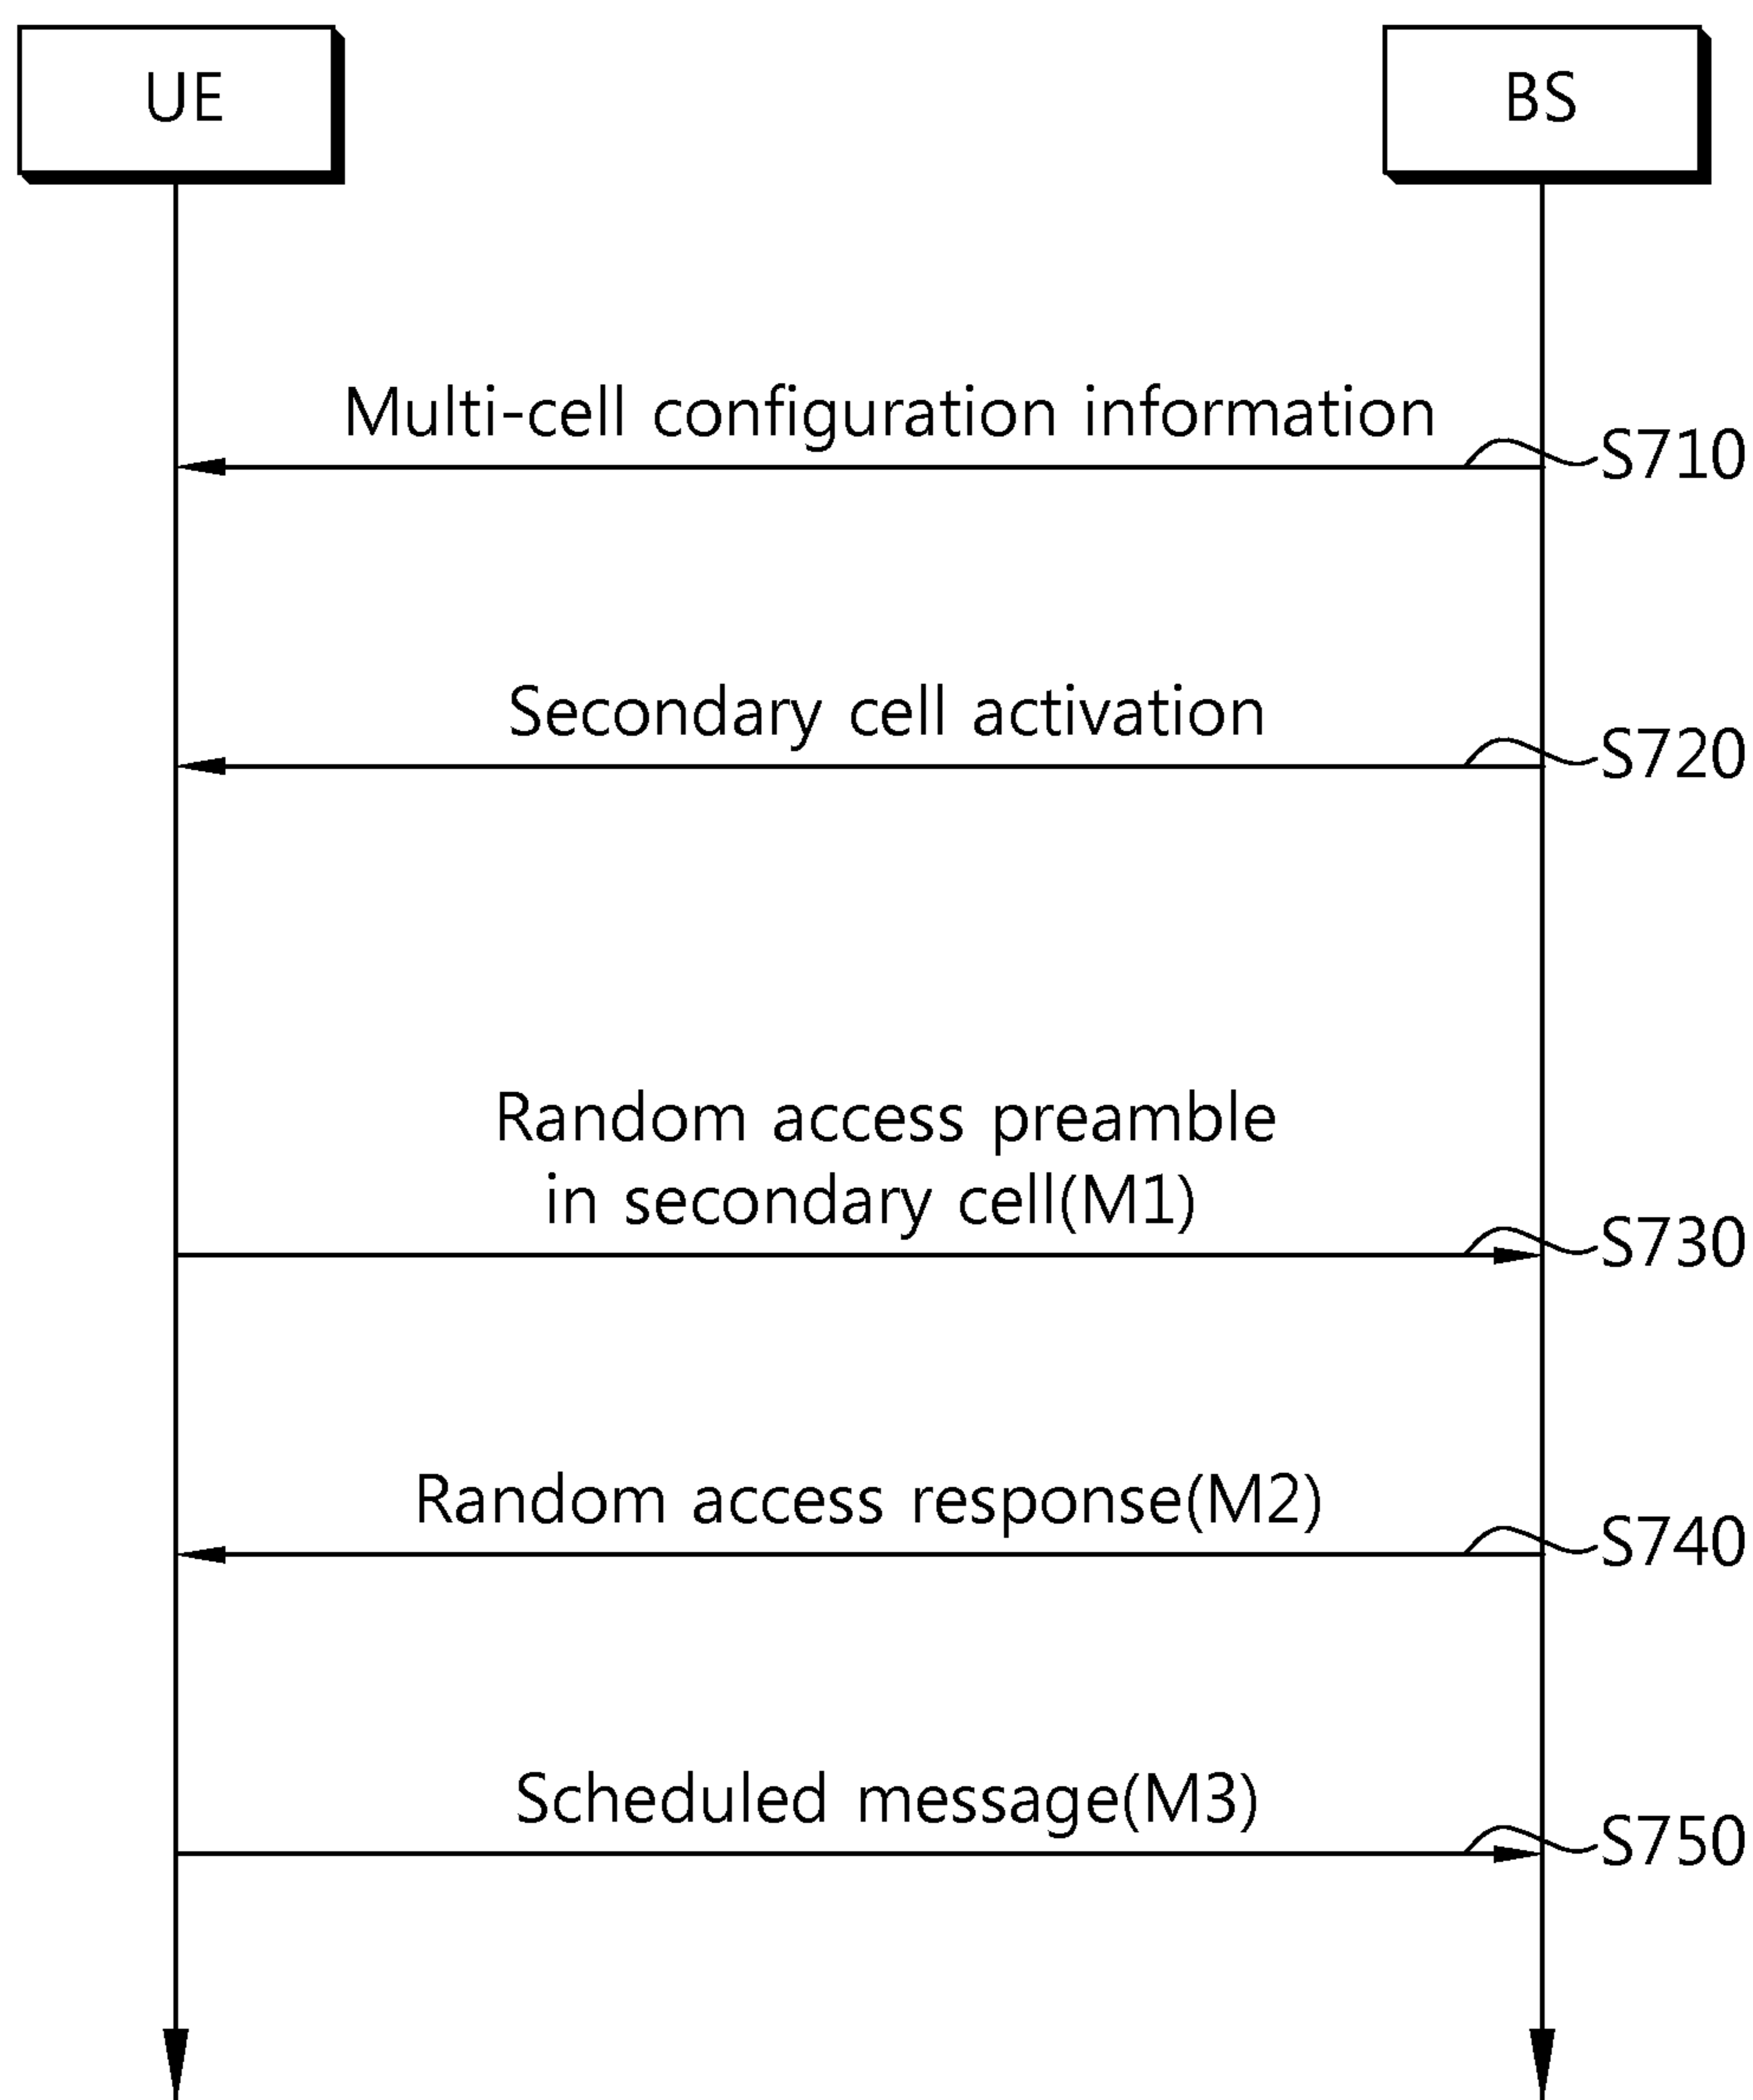 UE
BS
Multi-cell configuration information
S710
Secondary cell activation
S720
Random access preamble
in secondary cell(M1)
S730
Random access response(M2)
S740
Scheduled message(M3)
S750